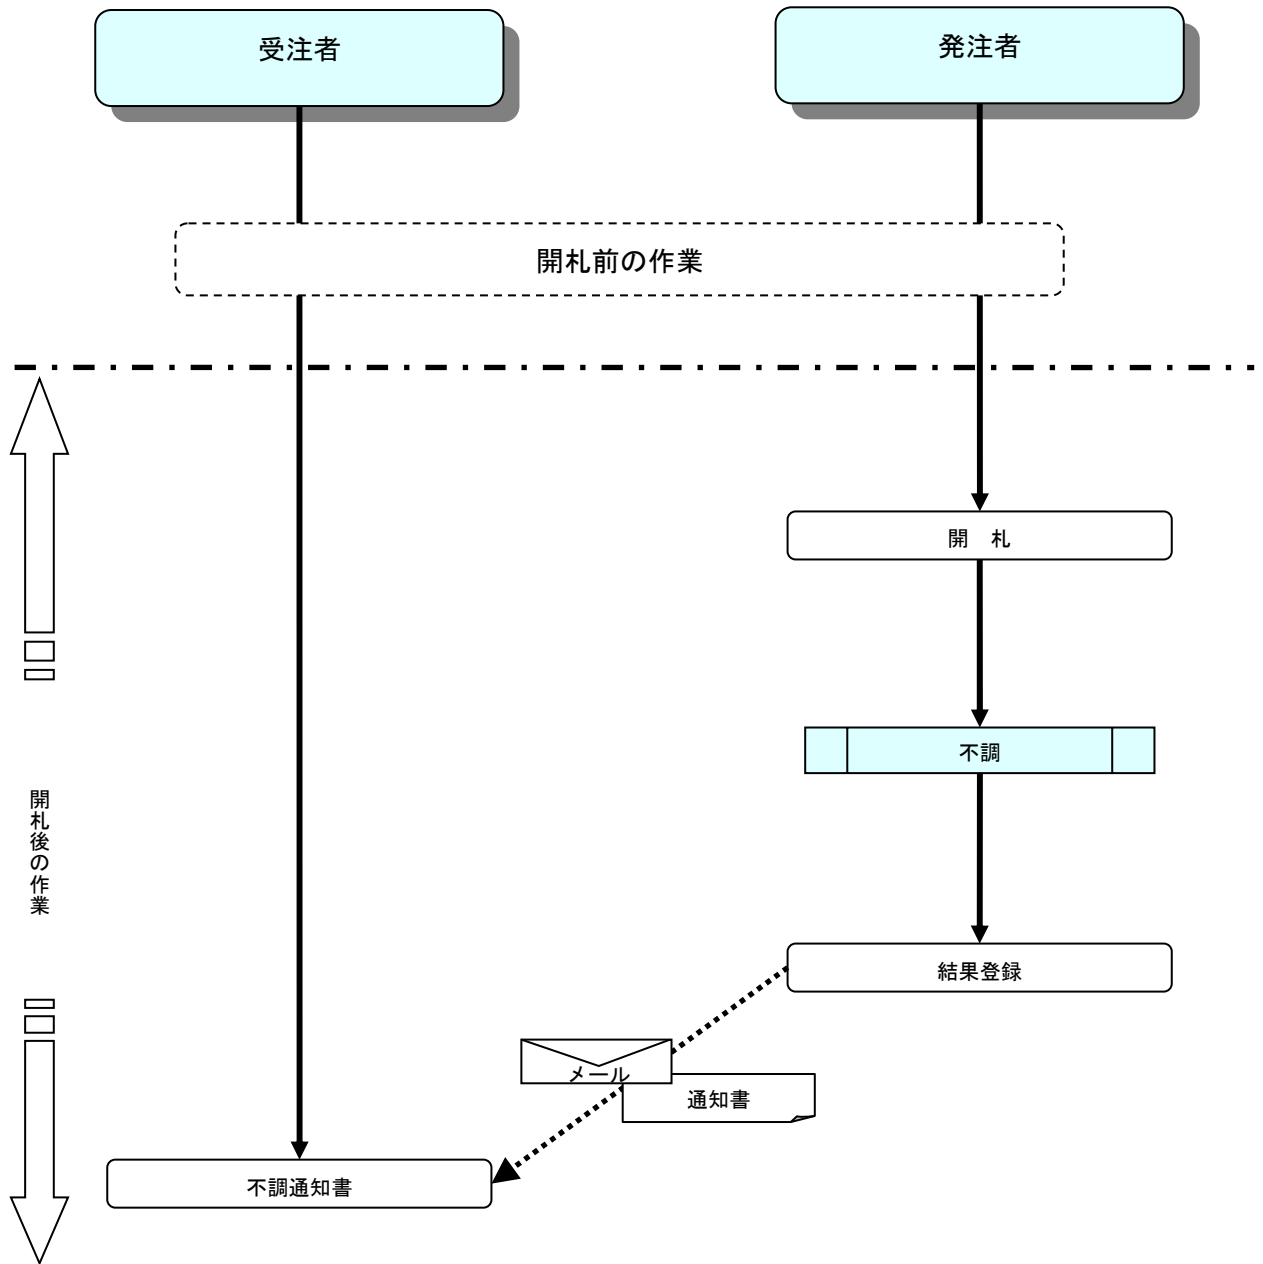 受注者
発注者
開札前の作業
開　札
不調
開札後の作業
結果登録
メール
通知書
不調通知書